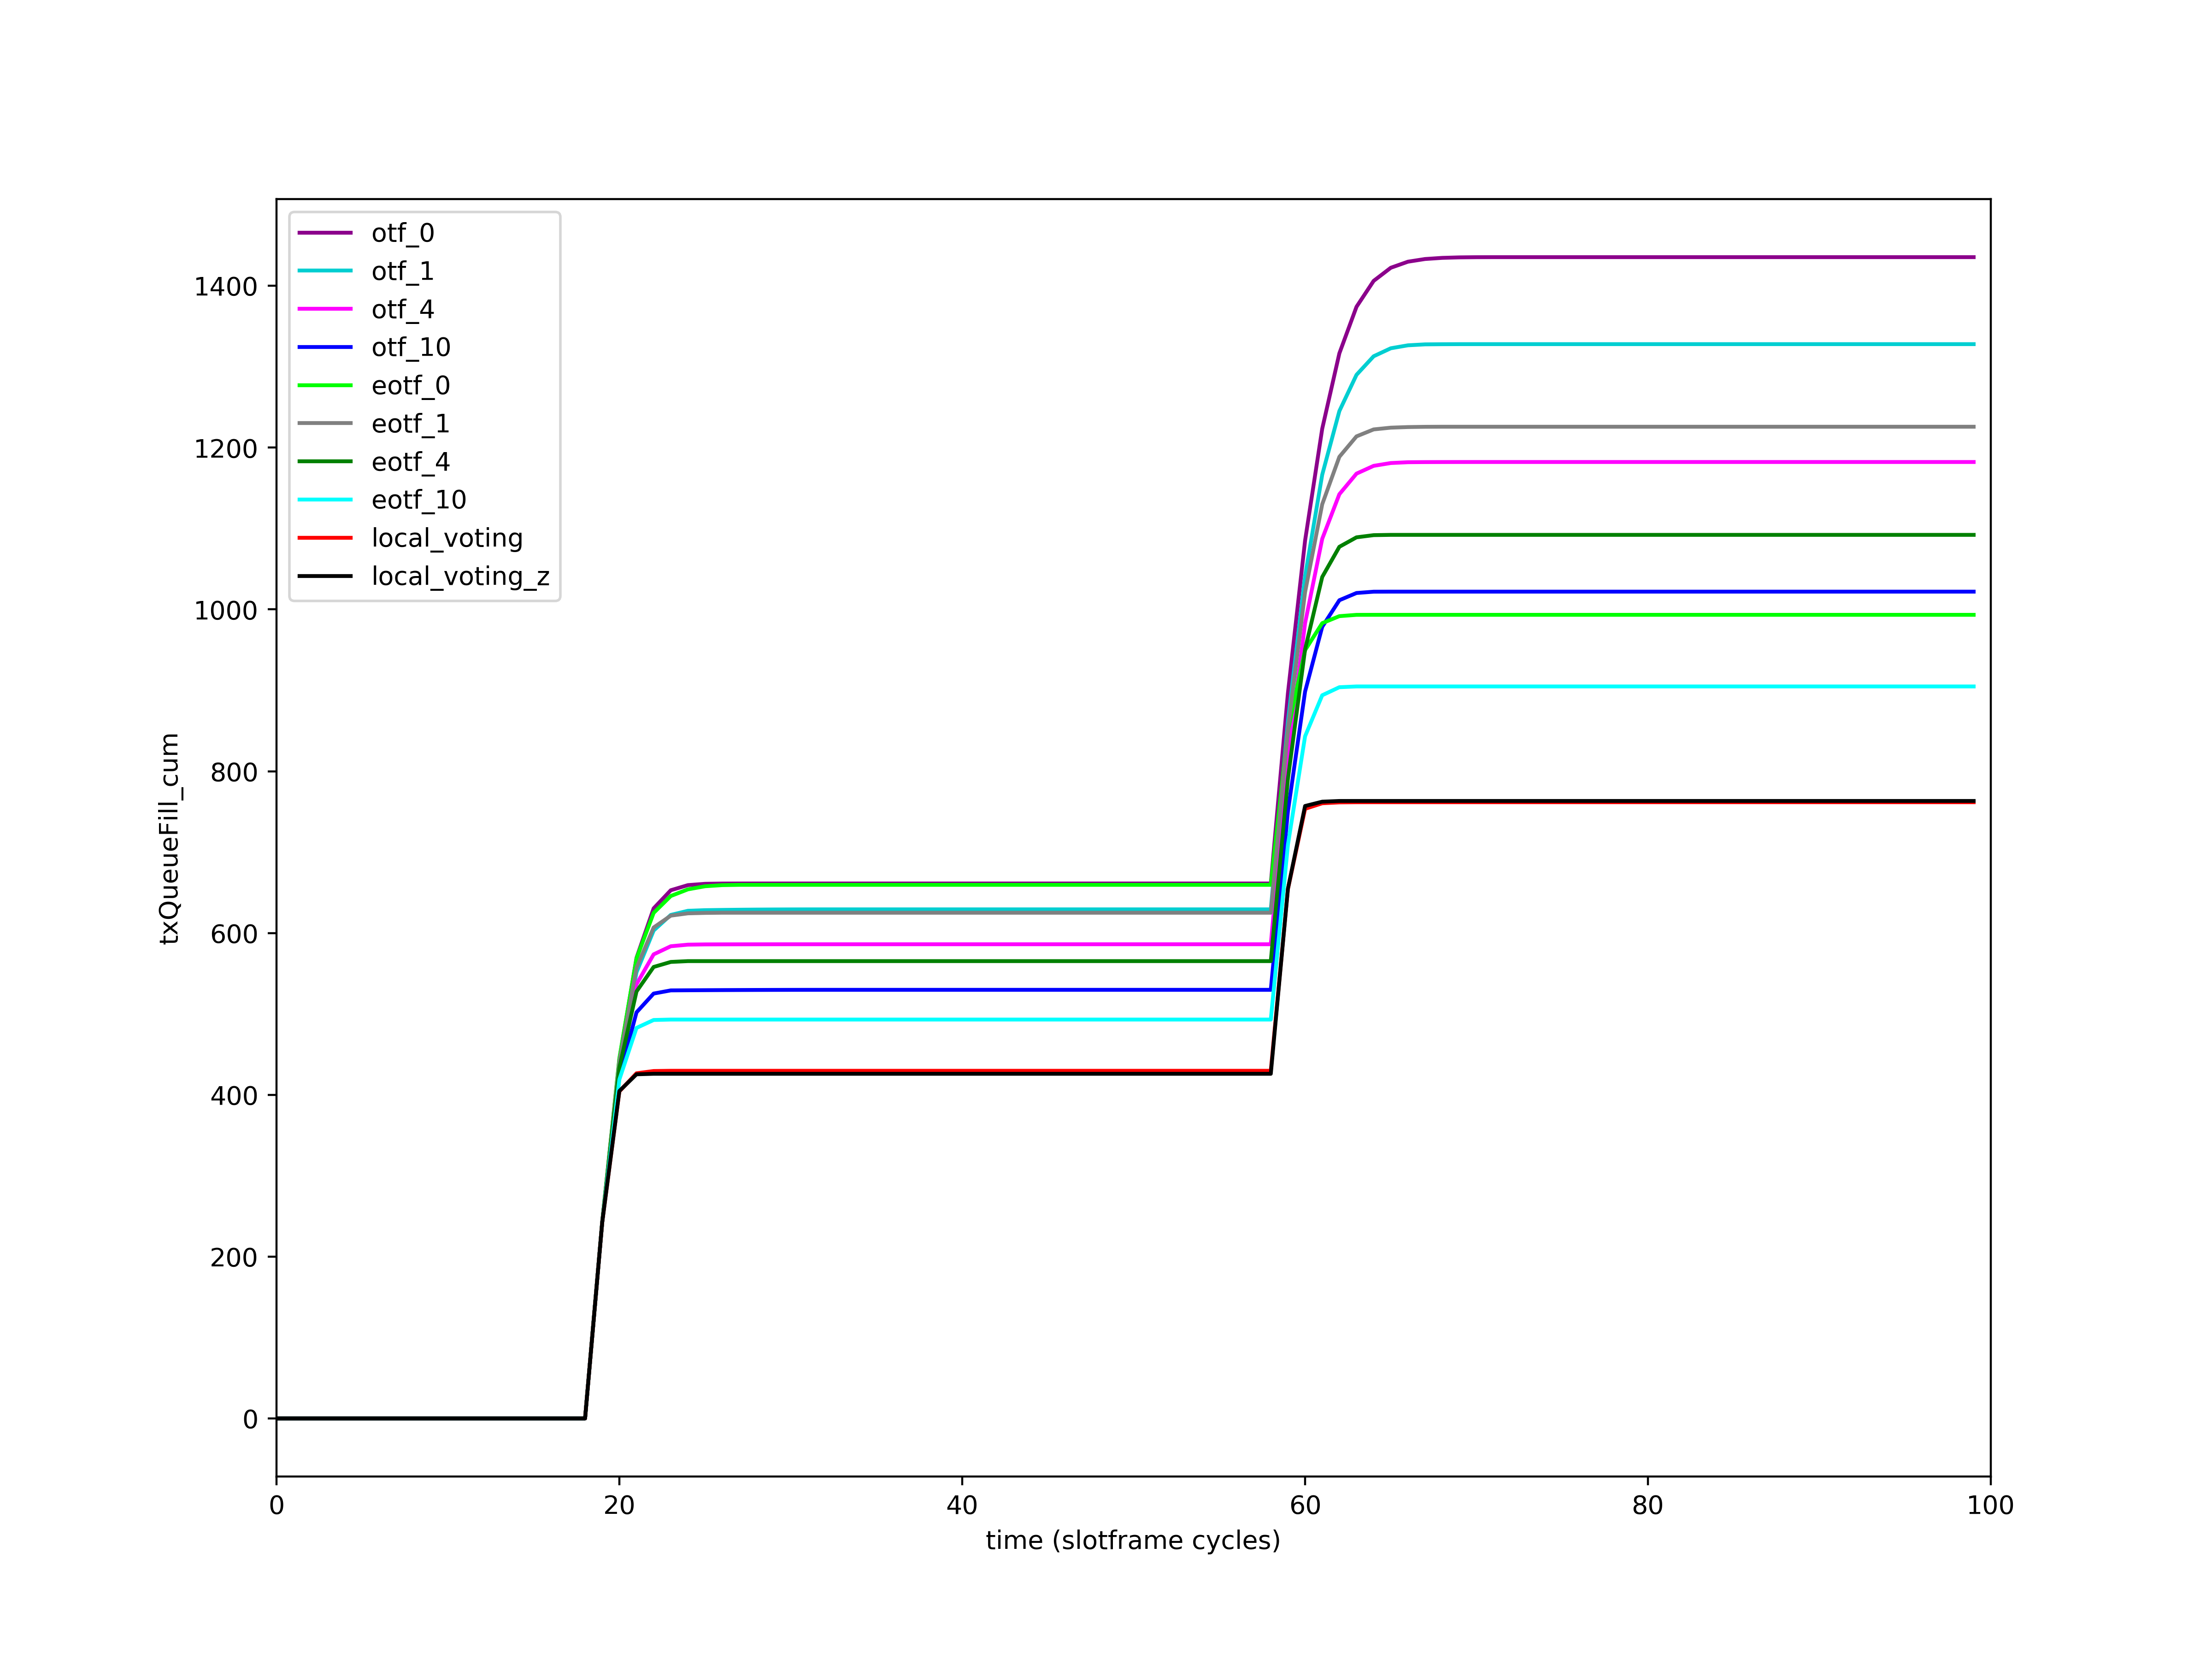 otf_0
otf_1
otf_4
otf_10
eotf_0
eotf_1
eotf_4
eotf_10
local_voting
local_voting_z
txQueueFill_cum
1400
1200
1000
800
600
400
200
0
0 20 40 60 80 100
time (slotframe cycles)